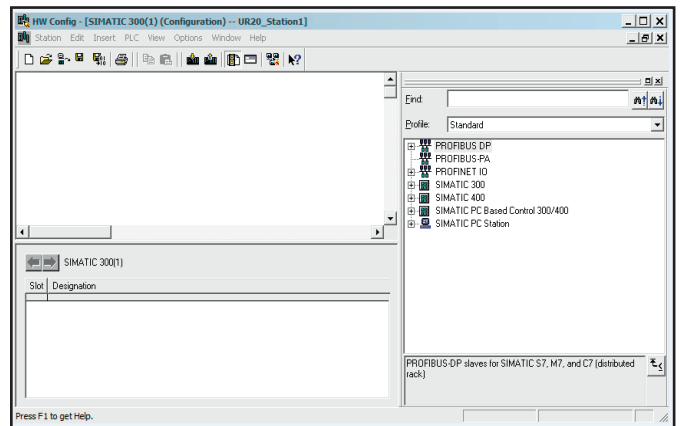 HW Config - [SIMATIC 300(1) (Configuration) -- UR20_Station1]
Station Edit Insert PLC View Options Window Help
Find:
Profile: Standard
PROFIBUS DP
PROFIBUS-PA
PROFINET IO
SIMATIC 300
SIMATIC 400
SIMATIC PC Based Control 300/400
SIMATIC PC Station
SIMATIC 300(1)
Slot Designation
PROFIBUS-DP slaves for SIMATIC S7, M7, and C7 (distributed
rack)
Press F1 to get Help.